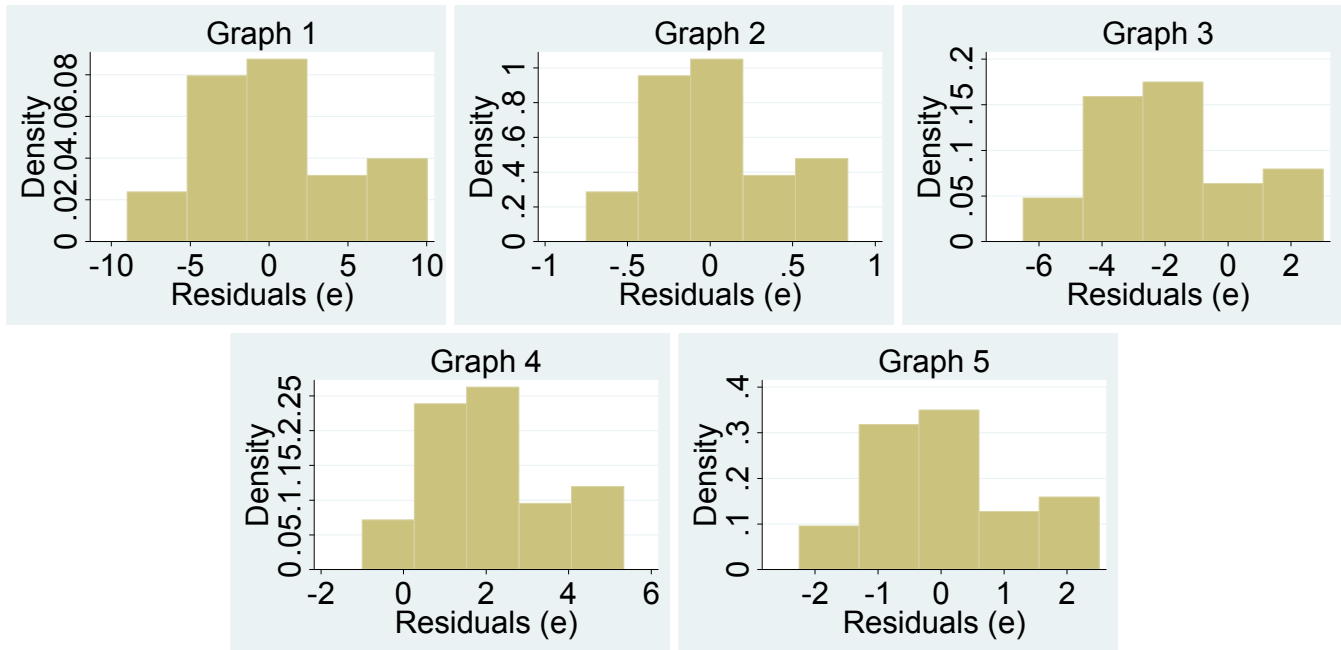 Graph 1
Density
0 .02 .04 .06 .08
-10 -5 0 5 10
Residuals (e)
Graph 2
Density
0 .2 .4 .6 .8 1
-1 -.5 0 .5 1
Residuals (e)
Graph 3
Density
0 .05 .1 .15 .2
-6 -4 -2 0 2
Residuals (e)
Graph 4
Density
0 .05 .1 .15 .2 .25
-2 0 2 4 6
Residuals (e)
Graph 5
Density
0 .1 .2 .3 .4
-2 -1 0 1 2
Residuals (e)